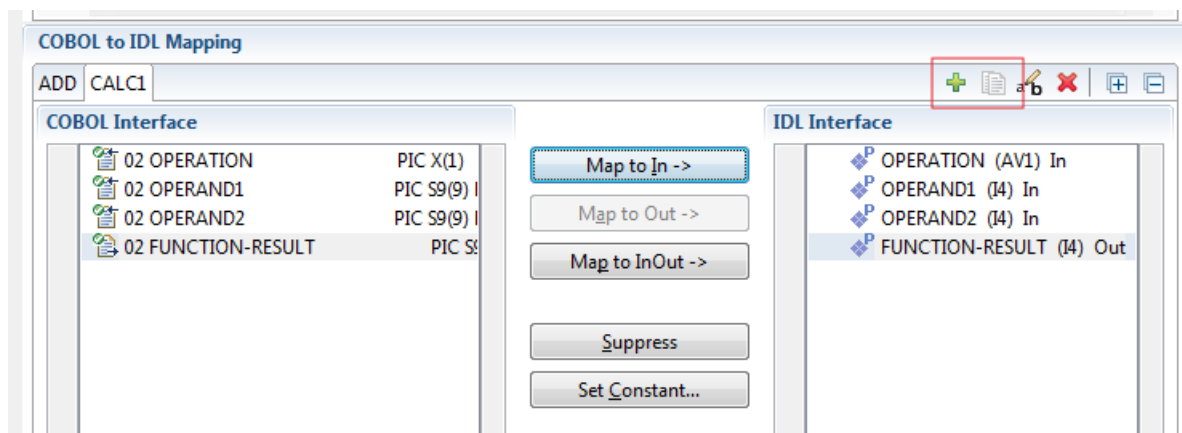 COBOL to IDL Mapping
ADD CALC1
COBOL Interface
IDL Interface
02 OPERATION PIC X(1)
Map to In ->
OPERATION (AV1) In
02 OPERAND1 PIC S9(9)
OPERAND1 (I4) In
02 OPERAND2 PIC S9(9)
Map to Out ->
OPERAND2 (I4) In
02 FUNCTION-RESULT PIC
FUNCTION-RESULT (I4) Out
Map to InOut ->
Suppress
Set Constant...